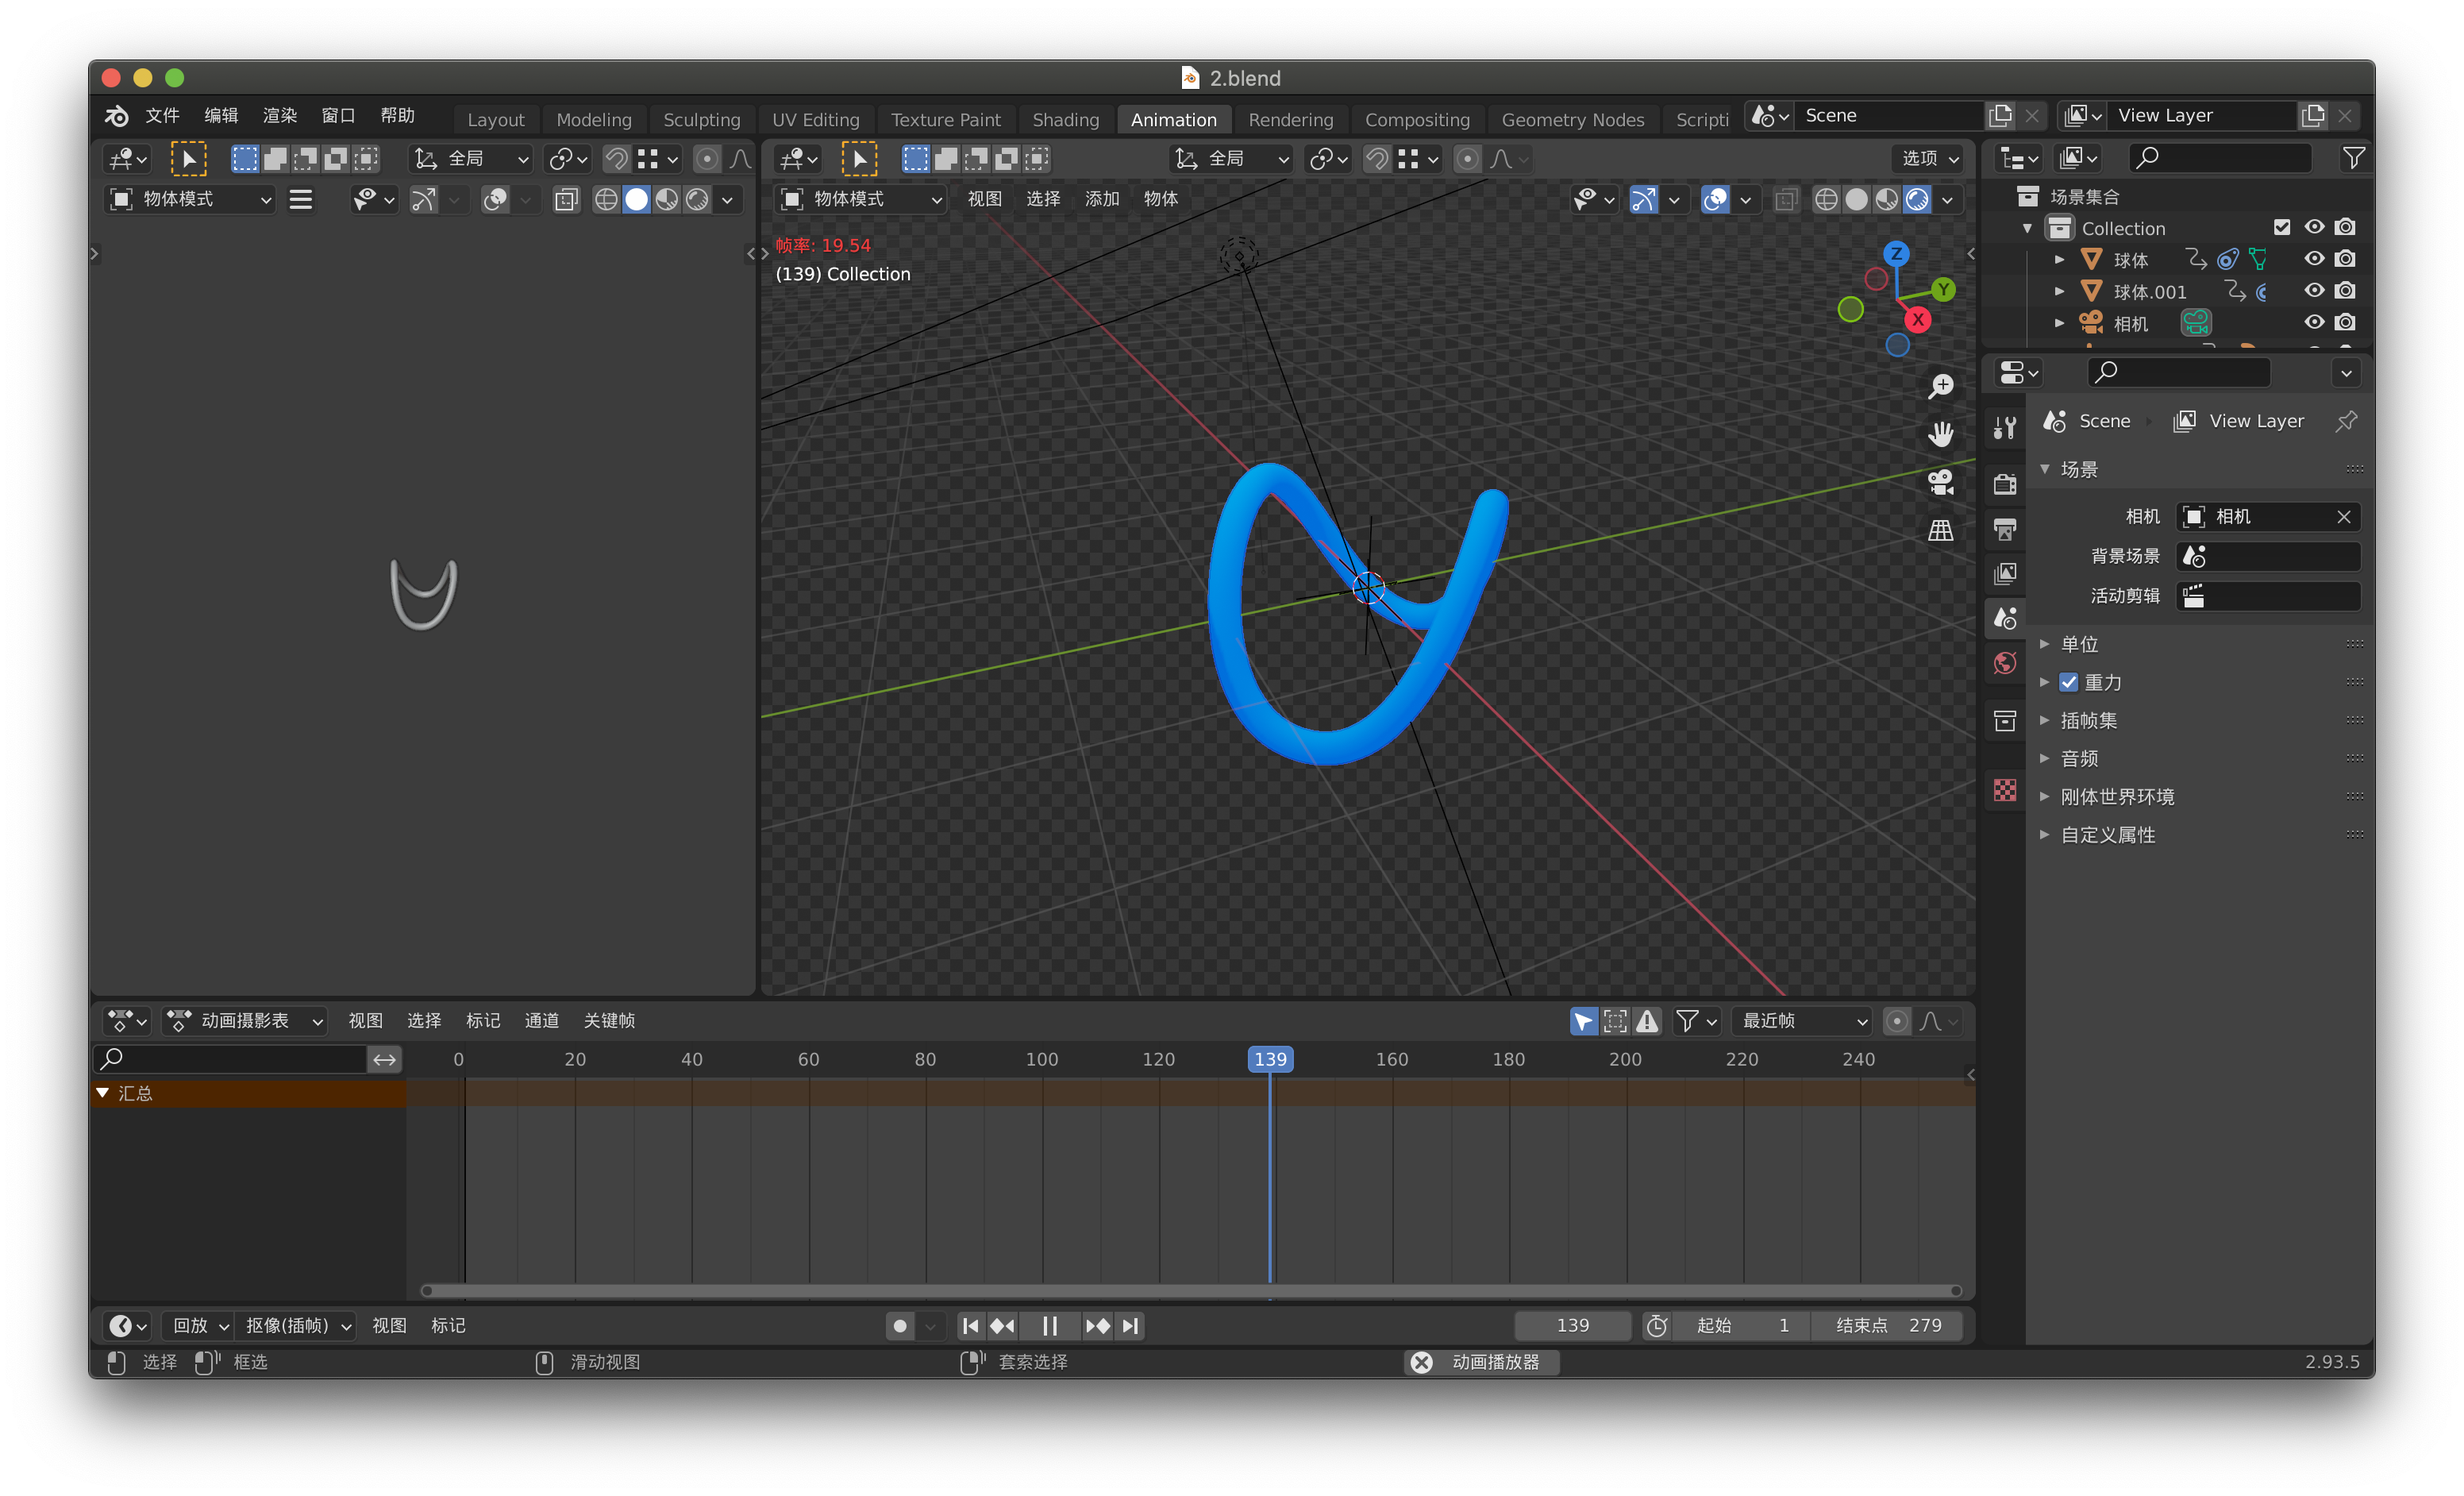 2.blend
文件 编辑 渲染 窗口 帮助 Layout Modeling Sculpting UV Editing Texture Paint Shading Animation Rendering Compositing Geometry Nodes Scripti Scene View Layer
全局 全局 选项
物体模式 物体模式 视图 选择 添加 物体
场景集合
Collection
球体
球体.001
相机
帧率: 19.54
(139) Collection
Z
Y
X
Scene View Layer
场景
相机 相机
背景场景
活动剪辑
单位
重力
插帧集
音频
刚体世界环境
自定义属性
动画摄影表 视图 选择 标记 通道 关键帧 最近帧
0 20 40 60 80 100 120 139 160 180 200 220 240
汇总
回放 抠像(插帧) 视图 标记 139 起始 1 结束点 279
选择 框选 滑动视图 套索选择 动画播放器 2.93.5